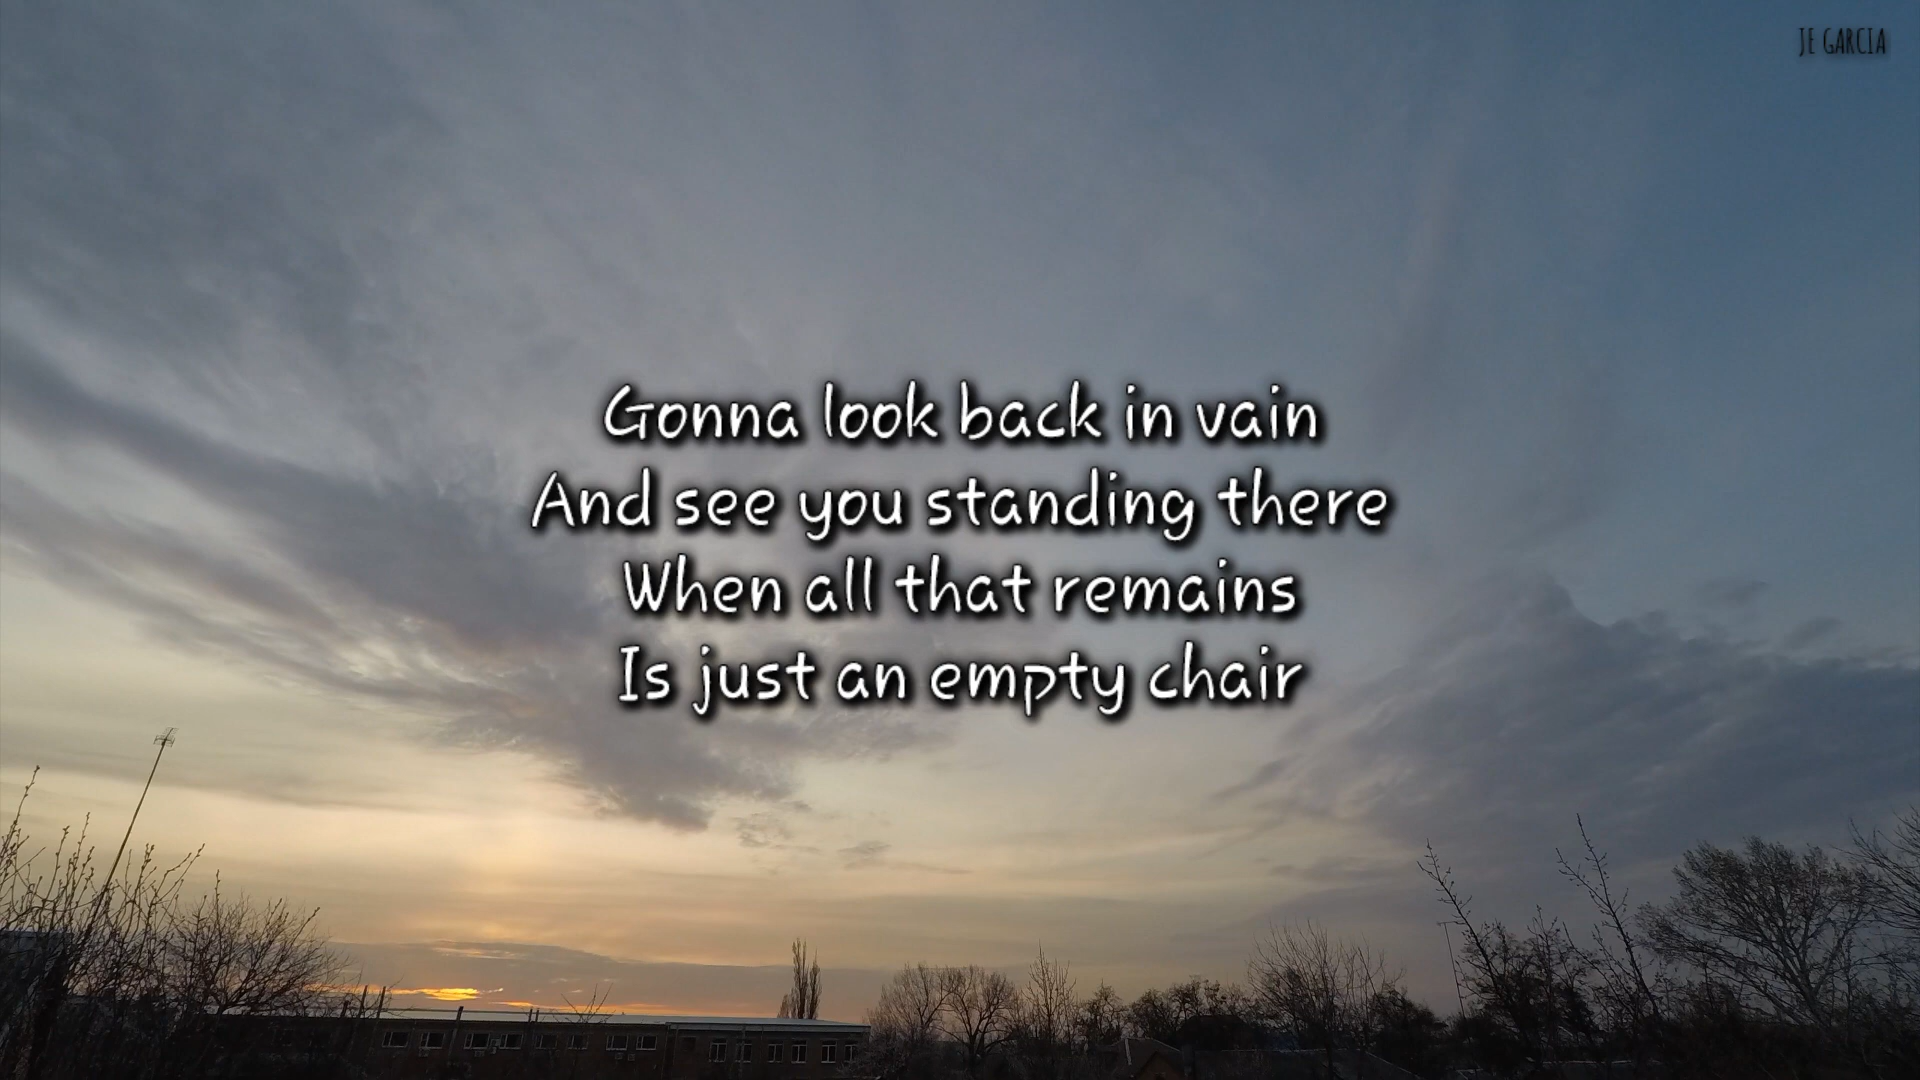 JE GARCIA
Gonna look back in vain
And see you standing there
When all that remains
Is just an empty chair